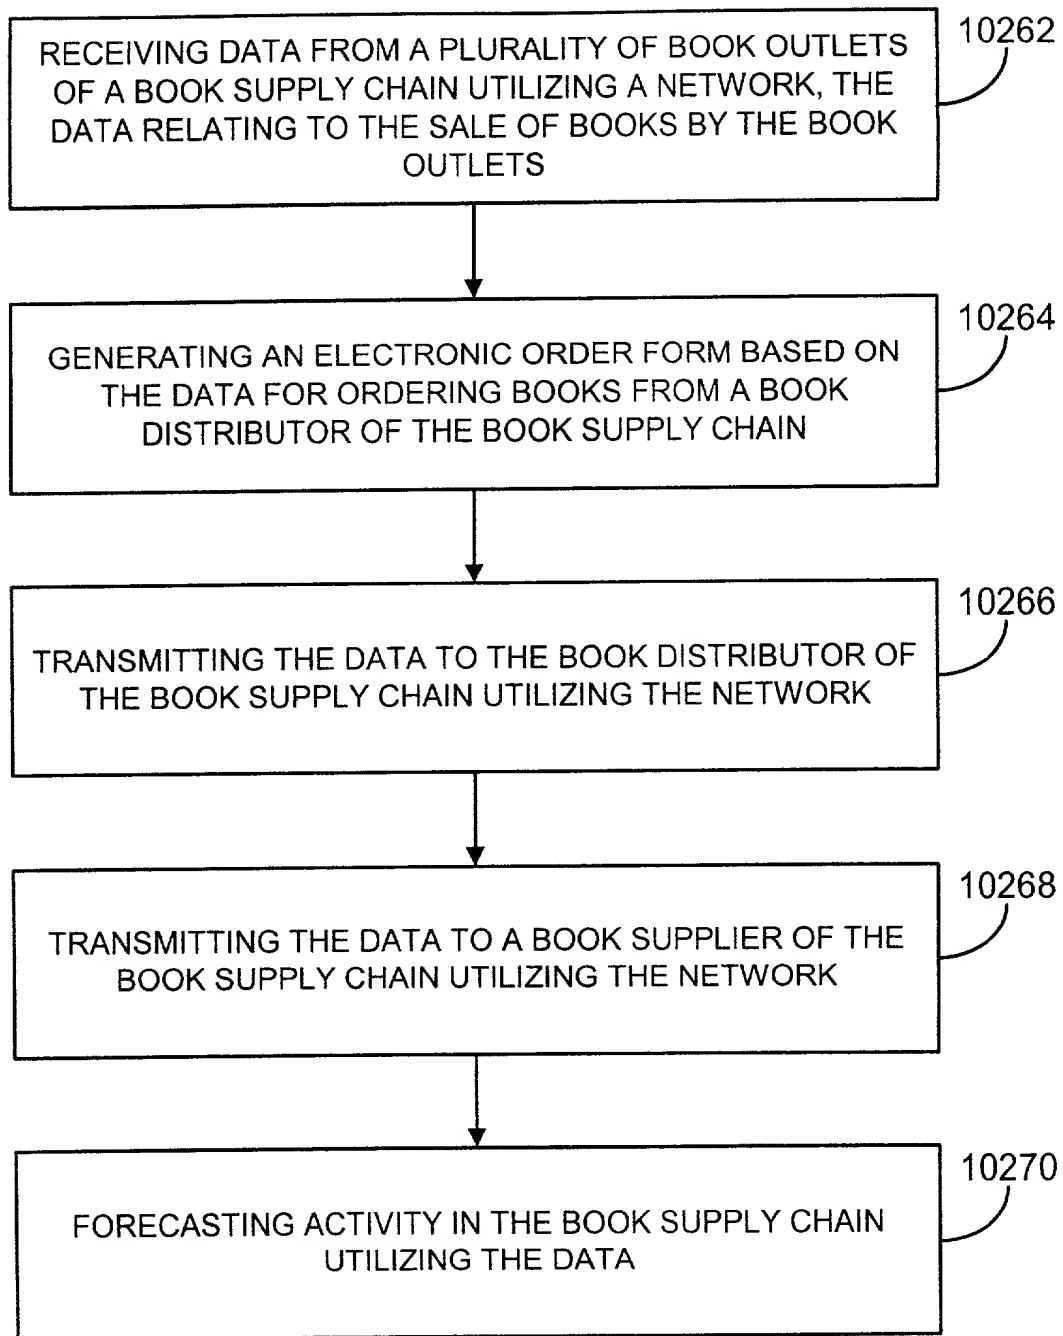 10262
RECEIVING DATA FROM A PLURALITY OF BOOK OUTLETS
OF A BOOK SUPPLY CHAIN UTILIZING A NETWORK, THE
DATA RELATING TO THE SALE OF BOOKS BY THE BOOK
OUTLETS
10264
GENERATING AN ELECTRONIC ORDER FORM BASED ON
THE DATA FOR ORDERING BOOKS FROM A BOOK
DISTRIBUTOR OF THE BOOK SUPPLY CHAIN
10266
TRANSMITTING THE DATA TO THE BOOK DISTRIBUTOR OF
THE BOOK SUPPLY CHAIN UTILIZING THE NETWORK
10268
TRANSMITTING THE DATA TO A BOOK SUPPLIER OF THE
BOOK SUPPLY CHAIN UTILIZING THE NETWORK
10270
FORECASTING ACTIVITY IN THE BOOK SUPPLY CHAIN
UTILIZING THE DATA